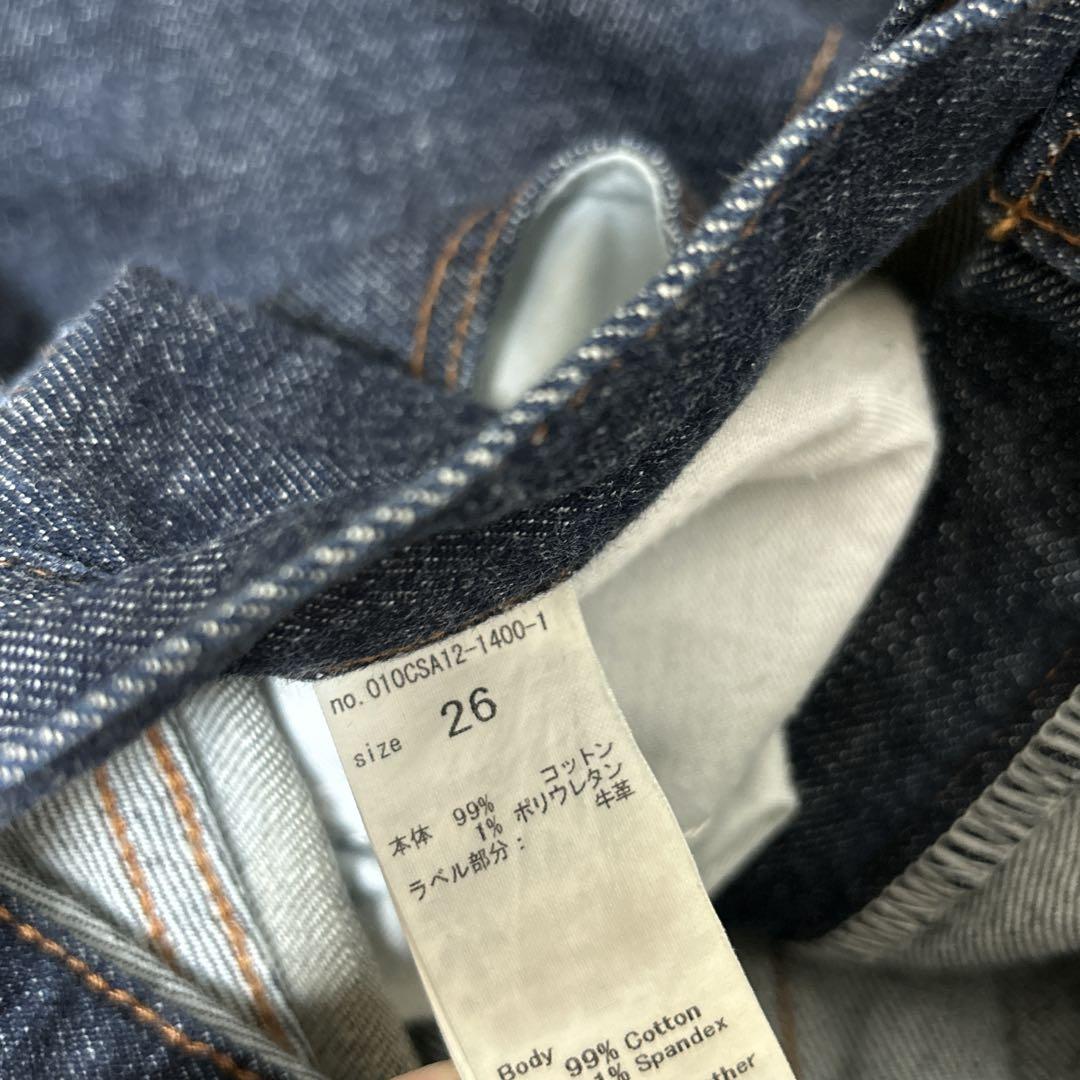 no.010CSA12-1400-1
size 26
本体 99% コットン
1% ポリウレタン
ラベル部分： 牛革
Body 99% Cotton
1% Spandex